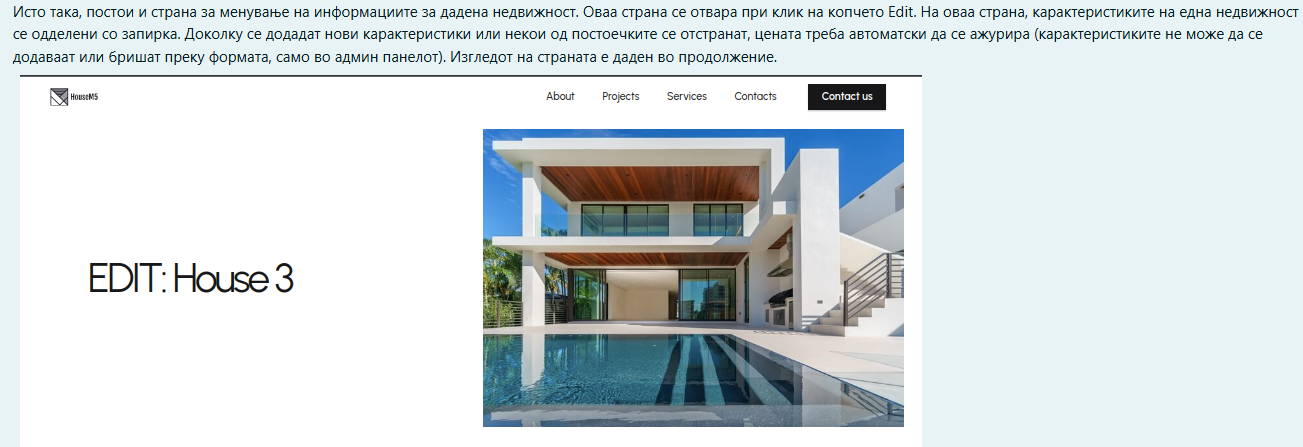 Исто така, постои и страна за менување на информациите за дадена недвижност. Оваа страна се отвара при клик на копчето Edit. На оваа страна, карактеристиките на една недвижност
се одделени со запирка. Доколку се додадат нови карактеристики или некои од постоечките се отстранат, цената треба автоматски да се ажурира (карактеристиките не може да се
додаваат или бришат преку формата, само во админ панелот). Изгледот на страната е даден во продолжение.
HouseM5 About Projects Services Contacts Contact us
EDIT: House 3